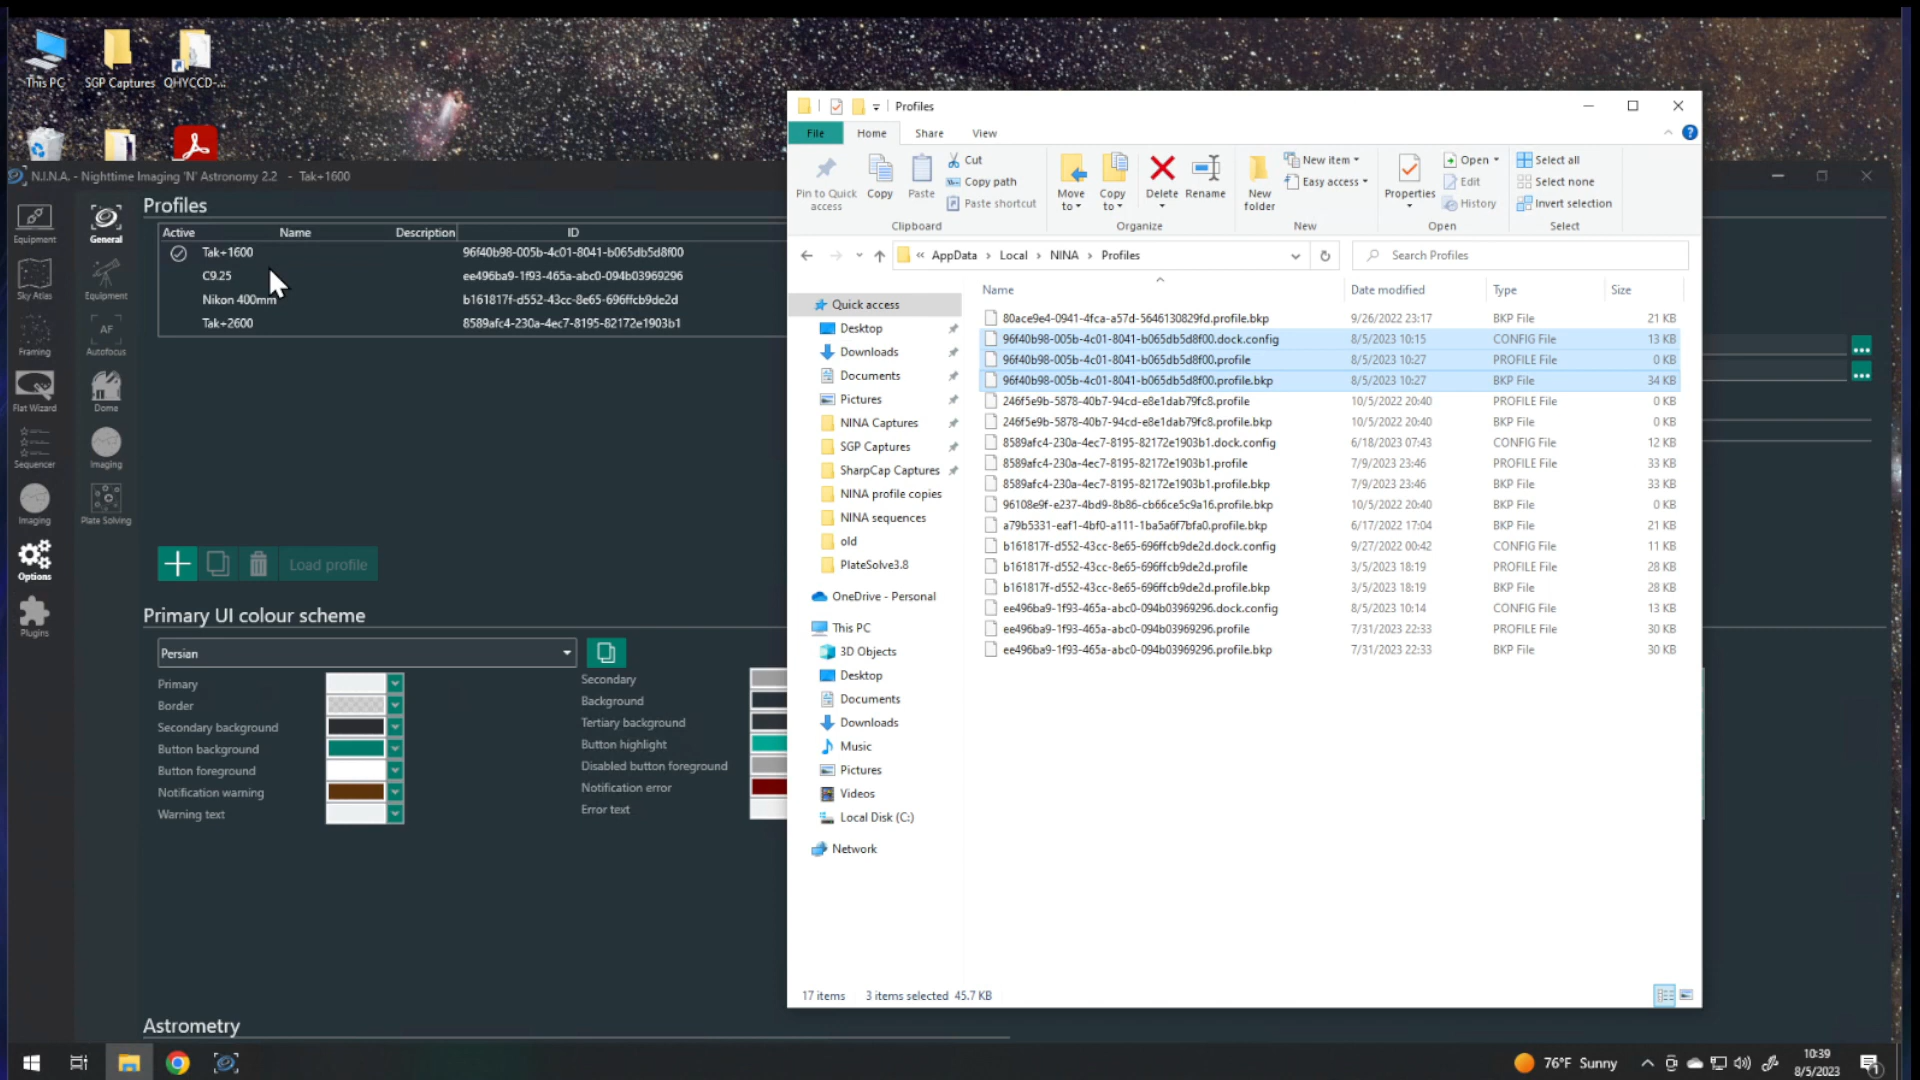 This PC
SGP Captures
QHYCCD-...
N.I.N.A. - Nighttime Imaging 'N' Astronomy 2.2 - Tak+1600
Equipment
Sky Atlas
Framing
Flat Wizard
Sequencer
Imaging
Options
Plugins
General
Equipment
AF
Autofocus
Dome
Imaging
Plate Solving
Profiles
Active Name Description ID
Tak+1600 96f40b98-005b-4c01-8041-b065db5d8f00
C9.25 ee496ba9-1f93-465a-abc0-094b03969296
Nikon 400mm b161817f-d552-43cc-8e65-696ffcb9de2d
Tak+2600 8589afc4-230a-4ec7-8195-82172e1903b1
Load profile
Primary UI colour scheme
Persian
Primary
Border
Secondary background
Button background
Button foreground
Notification warning
Warning text
Secondary
Background
Tertiary background
Button highlight
Disabled button foreground
Notification error
Error text
Astrometry
Profiles
File Home Share View
Pin to Quick access
Copy
Paste
Cut
Copy path
Paste shortcut
Clipboard
Move to
Copy to
Delete
Rename
Organize
New folder
New item
Easy access
New
Properties
Open
Edit
History
Open
Select all
Select none
Invert selection
Select
« AppData › Local › NINA › Profiles
Search Profiles
Quick access
Desktop
Downloads
Documents
Pictures
NINA Captures
SGP Captures
SharpCap Captures
NINA profile copies
NINA sequences
old
PlateSolve3.8
OneDrive - Personal
This PC
3D Objects
Desktop
Documents
Downloads
Music
Pictures
Videos
Local Disk (C:)
Network
Name Date modified Type Size
80ace9e4-0941-4fca-a57d-5646130829fd.profile.bkp 9/26/2022 23:17 BKP File 21 KB
96f40b98-005b-4c01-8041-b065db5d8f00.dock.config 8/5/2023 10:15 CONFIG File 13 KB
96f40b98-005b-4c01-8041-b065db5d8f00.profile 8/5/2023 10:27 PROFILE File 0 KB
96f40b98-005b-4c01-8041-b065db5d8f00.profile.bkp 8/5/2023 10:27 BKP File 34 KB
246f5e9b-5878-40b7-94cd-e8e1dab79fc8.profile 10/5/2022 20:40 PROFILE File 0 KB
246f5e9b-5878-40b7-94cd-e8e1dab79fc8.profile.bkp 10/5/2022 20:40 BKP File 0 KB
8589afc4-230a-4ec7-8195-82172e1903b1.dock.config 6/18/2023 07:43 CONFIG File 12 KB
8589afc4-230a-4ec7-8195-82172e1903b1.profile 7/9/2023 23:46 PROFILE File 33 KB
8589afc4-230a-4ec7-8195-82172e1903b1.profile.bkp 7/9/2023 23:46 BKP File 33 KB
96108e9f-e237-4bd9-8b86-cb66ce5c9a16.profile.bkp 10/5/2022 20:40 BKP File 0 KB
a79b5331-eaf1-4bf0-a111-1ba5a6f7bfa0.profile.bkp 6/17/2022 17:04 BKP File 21 KB
b161817f-d552-43cc-8e65-696ffcb9de2d.dock.config 9/27/2022 00:42 CONFIG File 11 KB
b161817f-d552-43cc-8e65-696ffcb9de2d.profile 3/5/2023 18:19 PROFILE File 28 KB
b161817f-d552-43cc-8e65-696ffcb9de2d.profile.bkp 3/5/2023 18:19 BKP File 28 KB
ee496ba9-1f93-465a-abc0-094b03969296.dock.config 8/5/2023 10:14 CONFIG File 13 KB
ee496ba9-1f93-465a-abc0-094b03969296.profile 7/31/2023 22:33 PROFILE File 30 KB
ee496ba9-1f93-465a-abc0-094b03969296.profile.bkp 7/31/2023 22:33 BKP File 30 KB
17 items 3 items selected 45.7 KB
76°F Sunny
10:39
8/5/2023
1